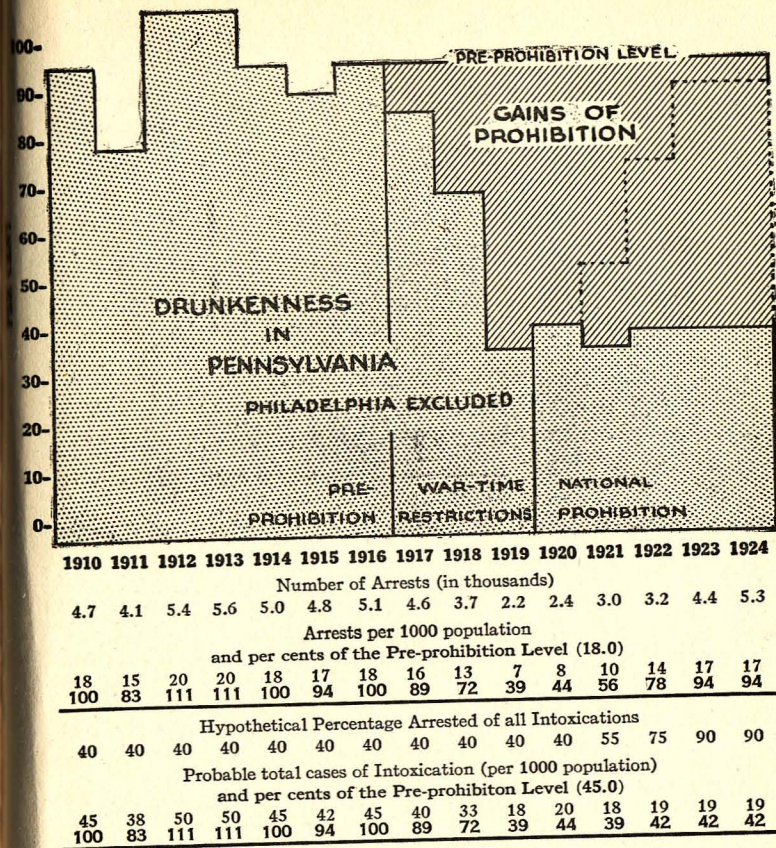 100-
PRE-PROHIBITION LEVEL
90-
GAINS OF
PROHIBITION
80-
70-
60-
50-
DRUNKENNESS
IN
PENNSYLVANIA
40-
PHILADELPHIA EXCLUDED
30-
20-
10-
PRE-
PROHIBITION
WAR-TIME
RESTRICTIONS
NATIONAL
PROHIBITION
0-
1910 1911 1912 1913 1914 1915 1916 1917 1918 1919 1920 1921 1922 1923 1924
Number of Arrests (in thousands)
4.7 4.1 5.4 5.6 5.0 4.8 5.1 4.6 3.7 2.2 2.4 3.0 3.2 4.4 5.3
Arrests per 1000 population
and per cents of the Pre-prohibition Level (18.0)
18 15 20 20 18 17 18 16 13 7 8 10 14 17 17
100 83 111 111 100 94 100 89 72 39 44 56 78 94 94
Hypothetical Percentage Arrested of all Intoxications
40 40 40 40 40 40 40 40 40 40 40 55 75 90 90
Probable total cases of Intoxication (per 1000 population)
and per cents of the Pre-prohibiton Level (45.0)
45 38 50 50 45 42 45 40 33 18 20 18 19 19 19
100 83 111 111 100 94 100 89 72 39 44 39 42 42 42